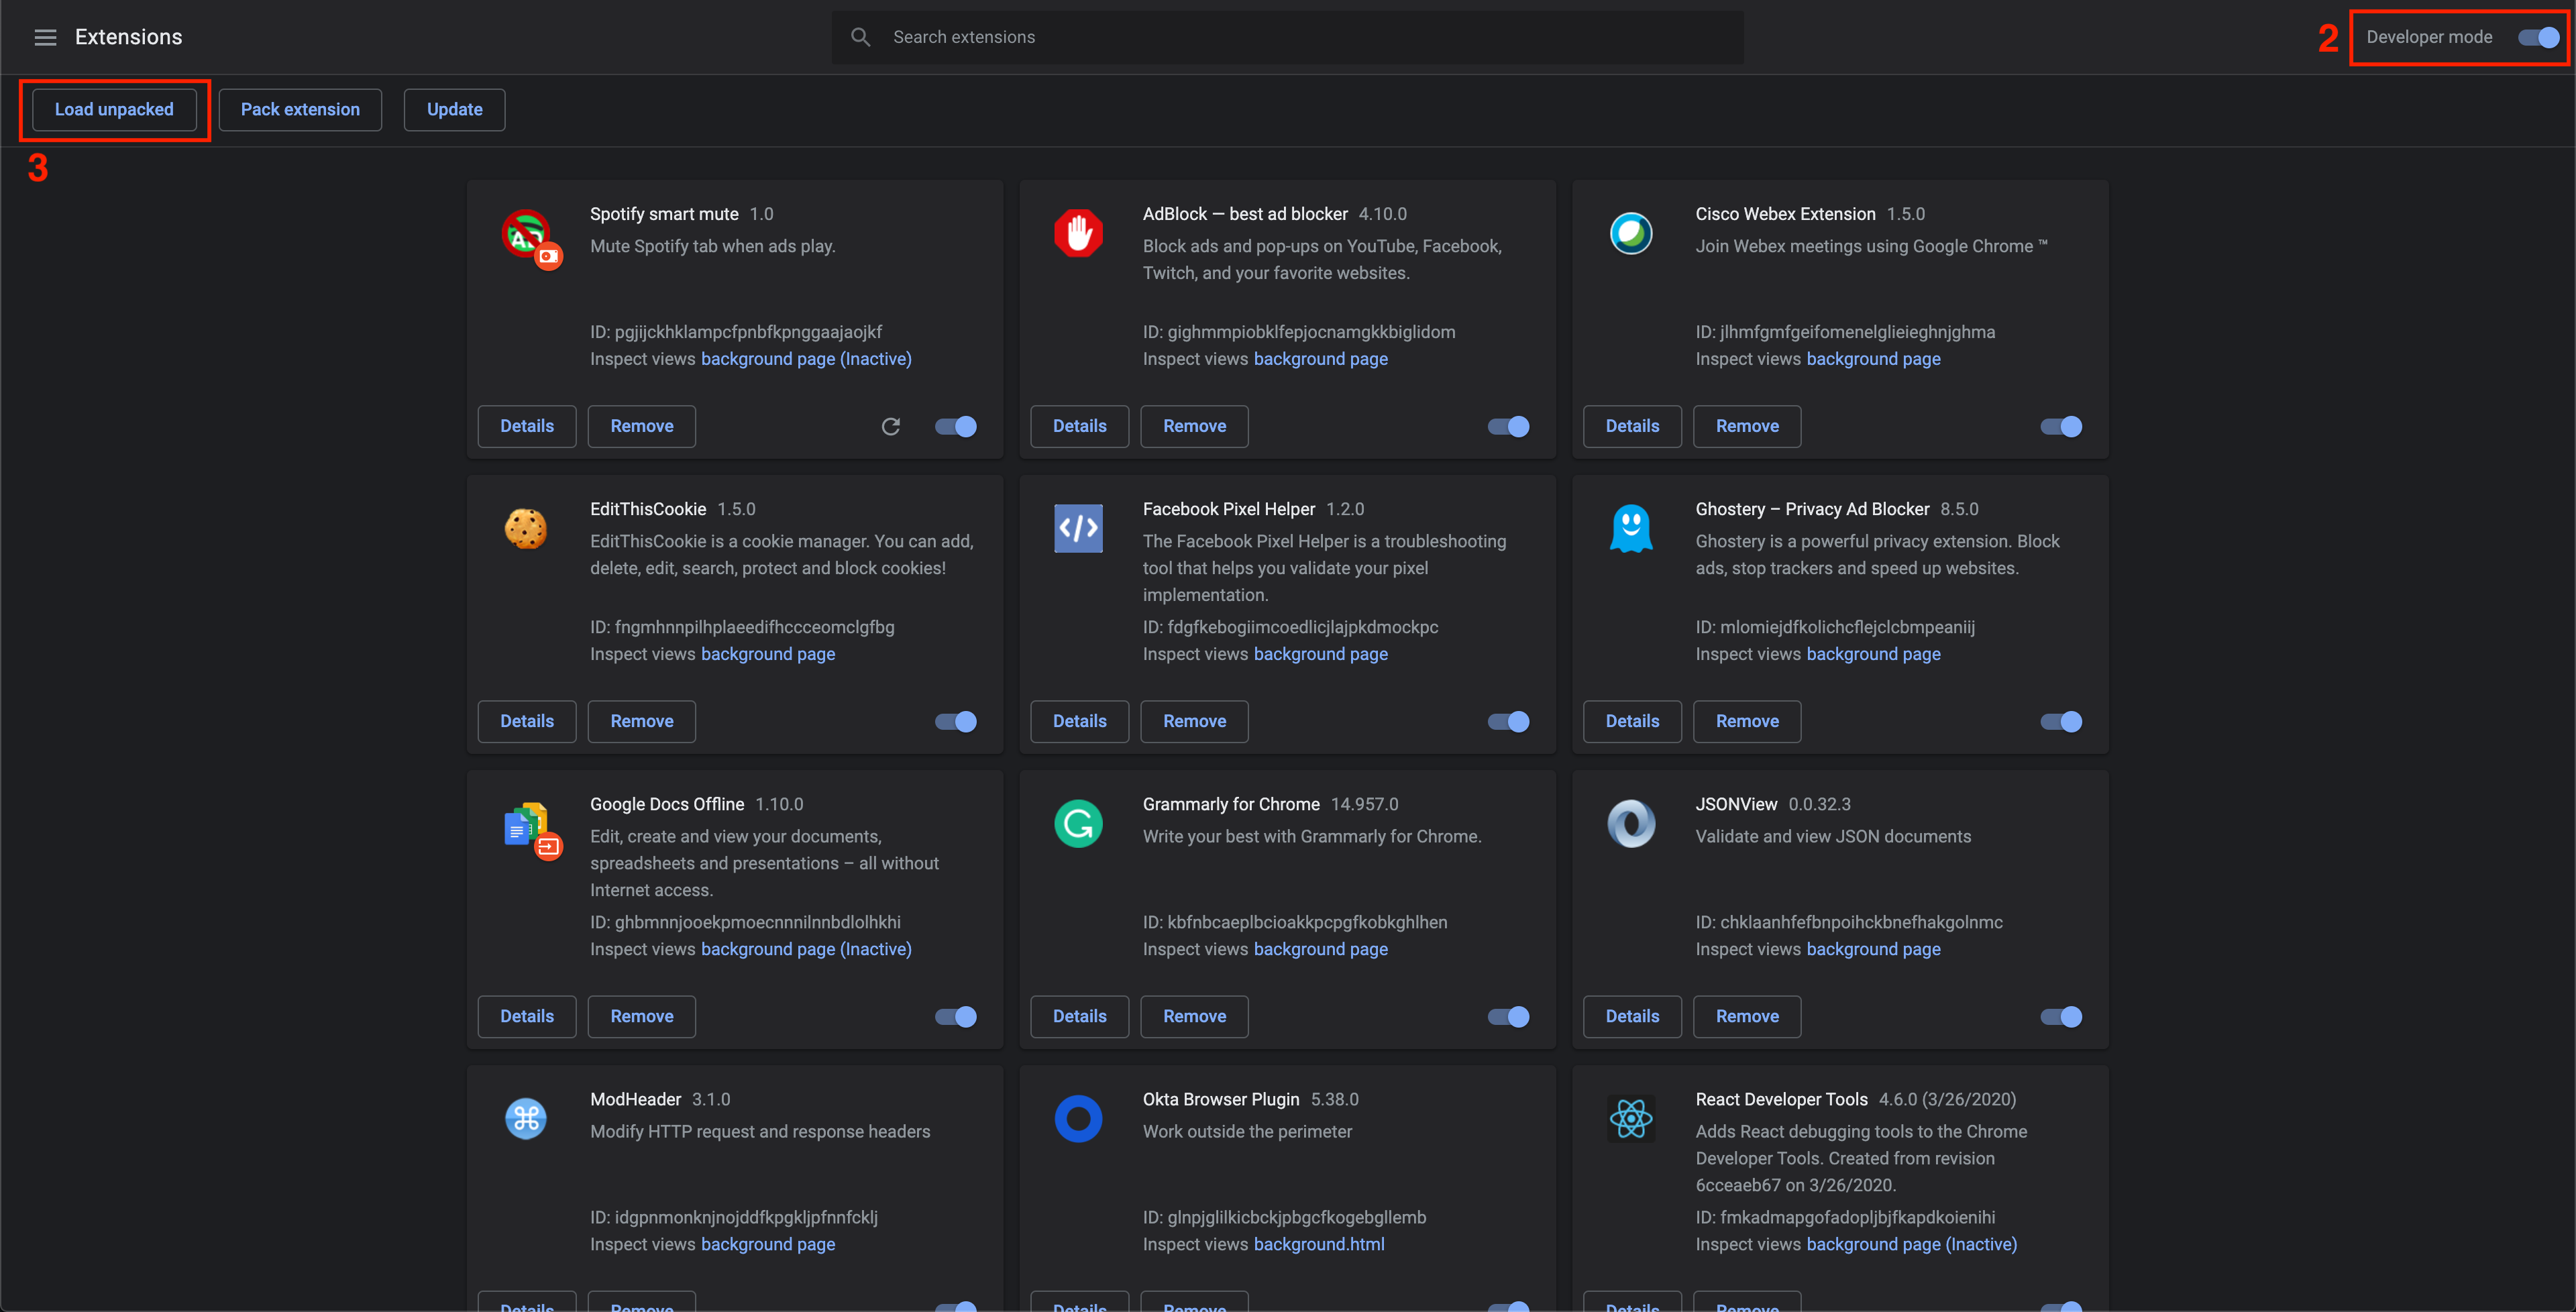 Extensions
Search extensions
2
Developer mode
Load unpacked
Pack extension
Update
3
Spotify smart mute 1.0
Mute Spotify tab when ads play.
ID: pgjijckhklampcfpnbfkpnggaajaojkf
Inspect views background page (Inactive)
Details
Remove
AdBlock — best ad blocker 4.10.0
Block ads and pop-ups on YouTube, Facebook,
Twitch, and your favorite websites.
ID: gighmmpiobklfepjocnamgkkbiglidom
Inspect views background page
Details
Remove
Cisco Webex Extension 1.5.0
Join Webex meetings using Google Chrome ™
ID: jlhmfgmfgeifomenelglieieghnjghma
Inspect views background page
Details
Remove
EditThisCookie 1.5.0
EditThisCookie is a cookie manager. You can add,
delete, edit, search, protect and block cookies!
ID: fngmhnnpilhplaeedifhccceomclgfbg
Inspect views background page
Details
Remove
Facebook Pixel Helper 1.2.0
The Facebook Pixel Helper is a troubleshooting
tool that helps you validate your pixel
implementation.
ID: fdgfkebogiimcoedlicjlajpkdmockpc
Inspect views background page
Details
Remove
Ghostery – Privacy Ad Blocker 8.5.0
Ghostery is a powerful privacy extension. Block
ads, stop trackers and speed up websites.
ID: mlomiejdfkolichcflejclcbmpeaniij
Inspect views background page
Details
Remove
Google Docs Offline 1.10.0
Edit, create and view your documents,
spreadsheets and presentations – all without
Internet access.
ID: ghbmnnjooekpmoecnnnilnnbdlolhkhi
Inspect views background page (Inactive)
Details
Remove
Grammarly for Chrome 14.957.0
Write your best with Grammarly for Chrome.
ID: kbfnbcaeplbcioakkpcpgfkobkghlhen
Inspect views background page
Details
Remove
JSONView 0.0.32.3
Validate and view JSON documents
ID: chklaanhfefbnpoihckbnefhakgolnmc
Inspect views background page
Details
Remove
ModHeader 3.1.0
Modify HTTP request and response headers
ID: idgpnmonknjnojddfkpgkljpfnnfcklj
Inspect views background page
Details
Remove
Okta Browser Plugin 5.38.0
Work outside the perimeter
ID: glnpjglilkicbckjpbgcfkogebgllemb
Inspect views background.html
Details
Remove
React Developer Tools 4.6.0 (3/26/2020)
Adds React debugging tools to the Chrome
Developer Tools. Created from revision
6cceaeb67 on 3/26/2020.
ID: fmkadmapgofadopljbjfkapdkoienihi
Inspect views background page (Inactive)
Details
Remove